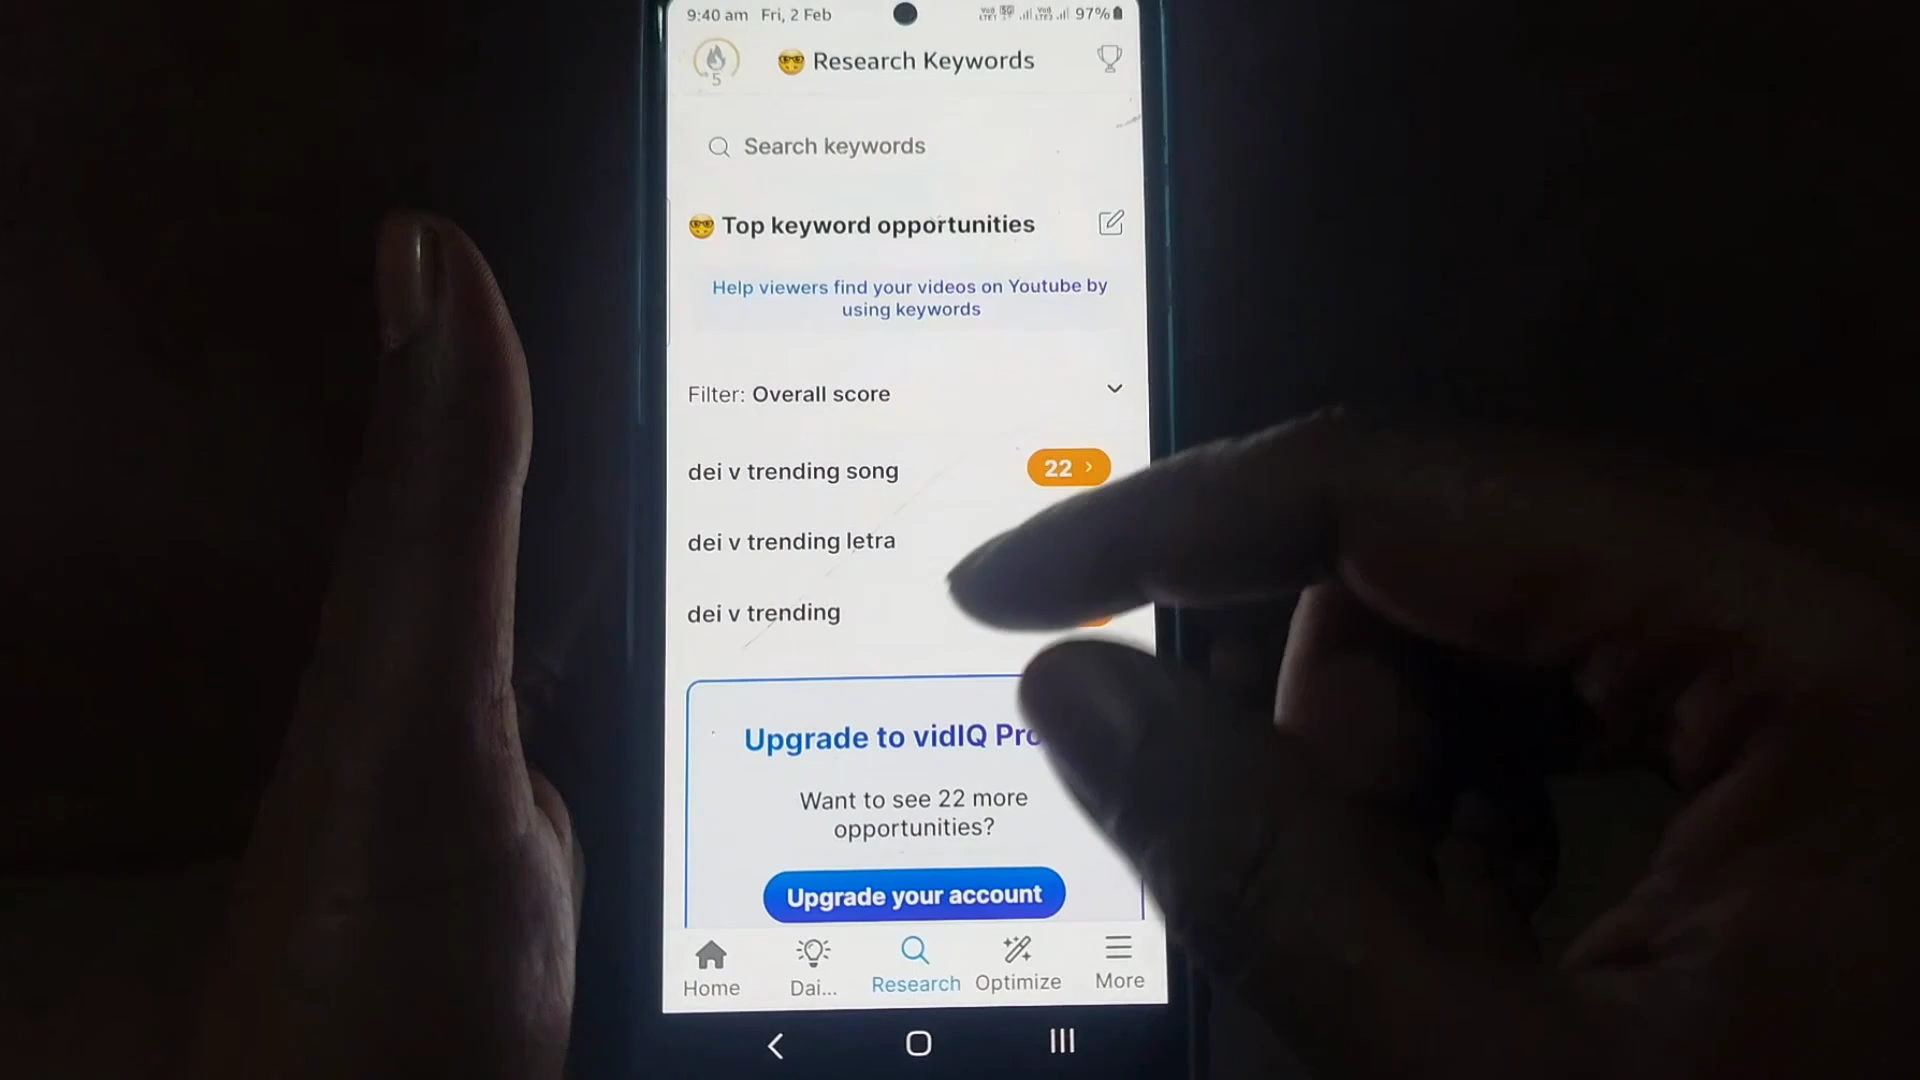 9:40 am Fri, 2 Feb
97%
5
Research Keywords
Search keywords
Top keyword opportunities
Help viewers find your videos on Youtube by
using keywords
Filter: Overall score
dei v trending song
22
dei v trending letra
dei v trending
Upgrade to vidIQ Pro
Want to see 22 more
opportunities?
Upgrade your account
Home
Dai...
Research
Optimize
More